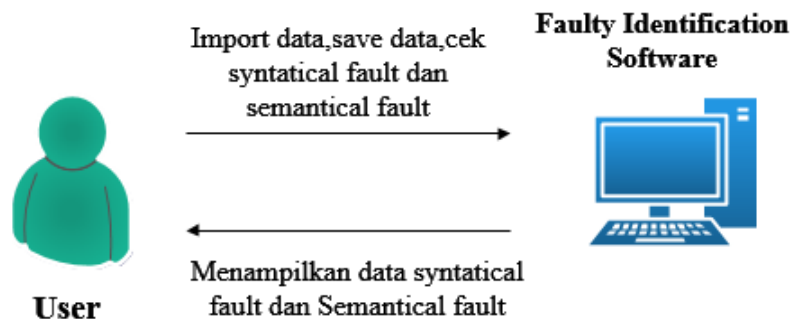 Import data,save data,cek
syntatical fault dan
semantical fault
Faulty Identification
Software
Menampilkan data syntatical
fault dan Semantical fault
User